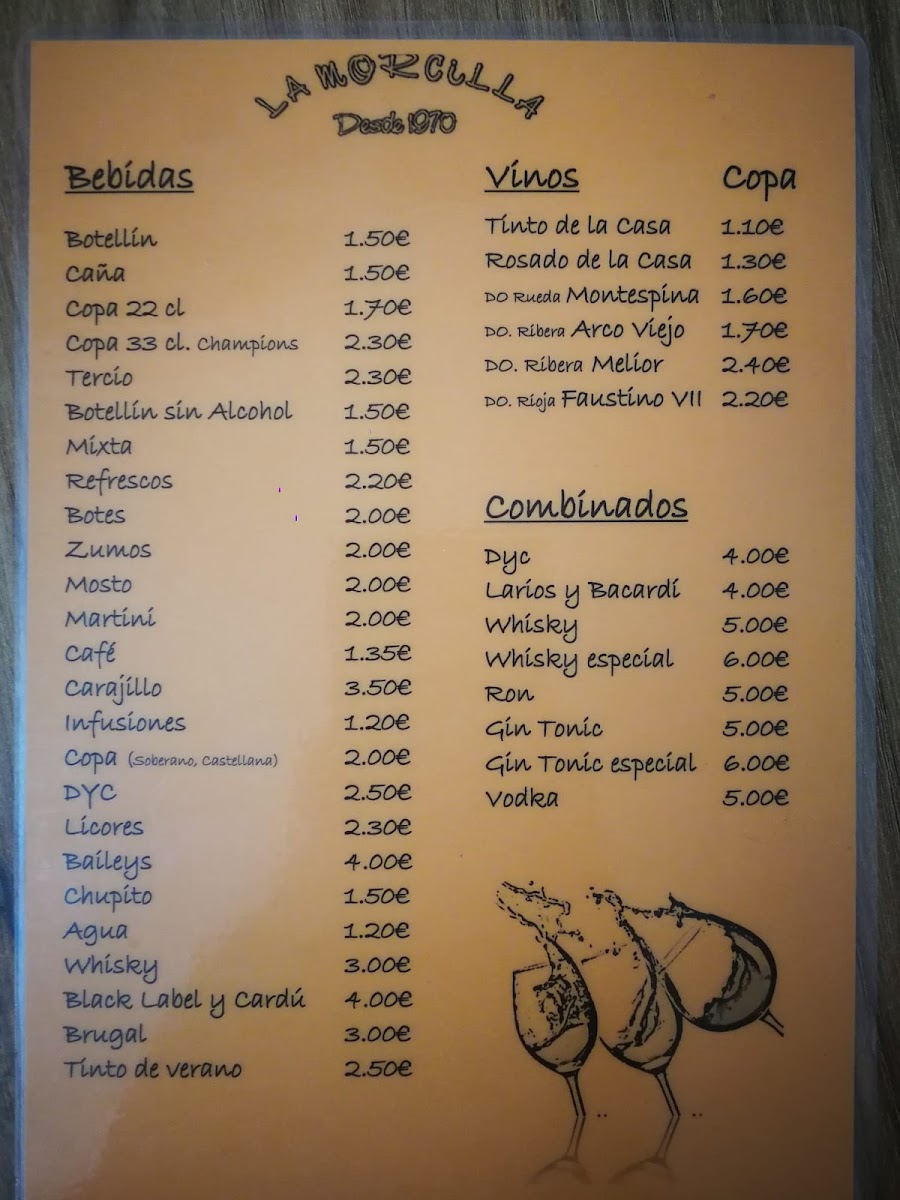 LA MORCILLA
Desde 1970
Bebidas
Botellín 1.50€
Caña 1.50€
Copa 22 cl 1.70€
Copa 33 cl. Champions 2.30€
Tercio 2.30€
Botellín sin Alcohol 1.50€
Mixta 1.50€
Refrescos 2.20€
Botes 2.00€
Zumos 2.00€
Mosto 2.00€
Martini 2.00€
Café 1.35€
Carajillo 3.50€
Infusiones 1.20€
Copa (Soberano, Castellana) 2.00€
DYC 2.50€
Licores 2.30€
Baileys 4.00€
Chupito 1.50€
Agua 1.20€
Whisky 3.00€
Black Label y Cardú 4.00€
Brugal 3.00€
Tinto de verano 2.50€
Vinos Copa
Tinto de la Casa 1.10€
Rosado de la Casa 1.30€
DO Rueda Montespina 1.60€
DO. Ribera Arco Viejo 1.70€
DO. Ribera Melior 2.40€
DO. Rioja Faustino VII 2.20€
Combinados
Dyc 4.00€
Larios y Bacardi 4.00€
Whisky 5.00€
Whisky especial 6.00€
Ron 5.00€
Gin Tonic 5.00€
Gin Tonic especial 6.00€
Vodka 5.00€